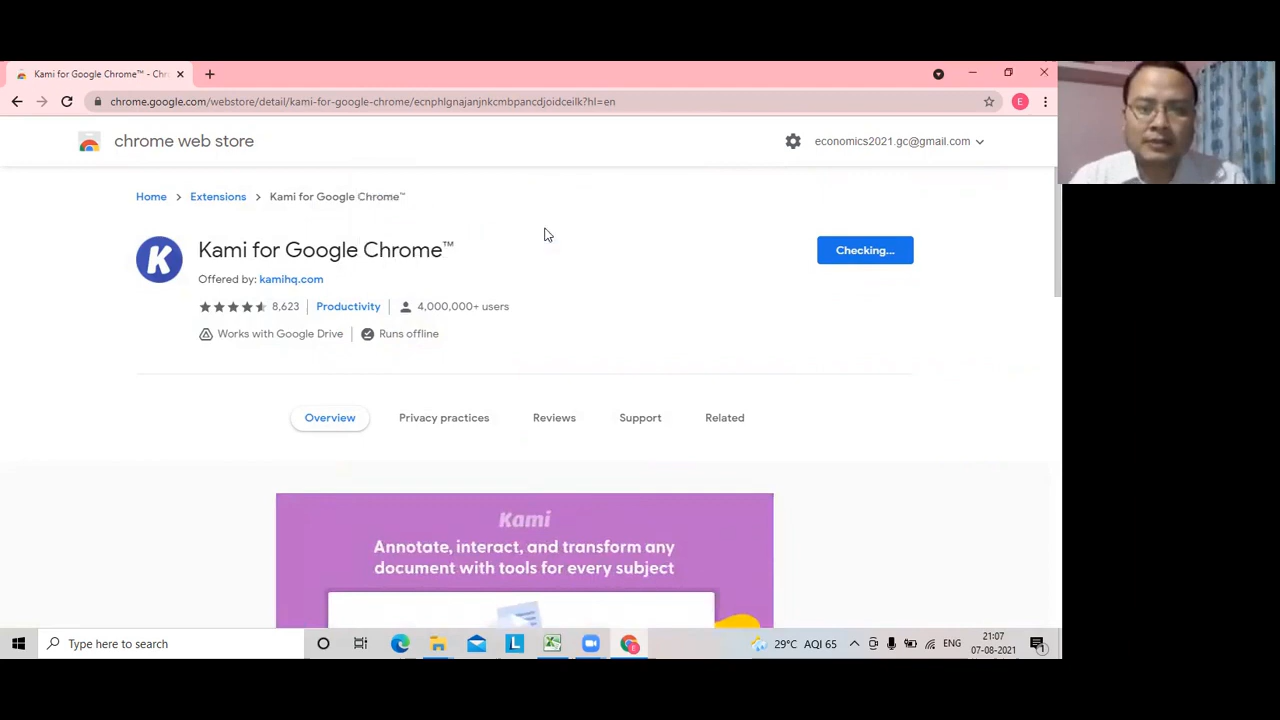 Kami for Google Chrome™ - Chr
chrome.google.com/webstore/detail/kami-for-google-chrome/ecnphlgnajanjnkcmbpancdjoidceilk?hl=en
E
chrome web store
economics2021.gc@gmail.com
Home > Extensions > Kami for Google Chrome™
K
Kami for Google Chrome™
Checking...
Offered by: kamihq.com
8,623
Productivity
4,000,000+ users
Works with Google Drive
Runs offline
Overview
Privacy practices
Reviews
Support
Related
Kami
Annotate, interact, and transform any
document with tools for every subject
Type here to search
L
29°C AQI 65
ENG
21:07
07-08-2021
1